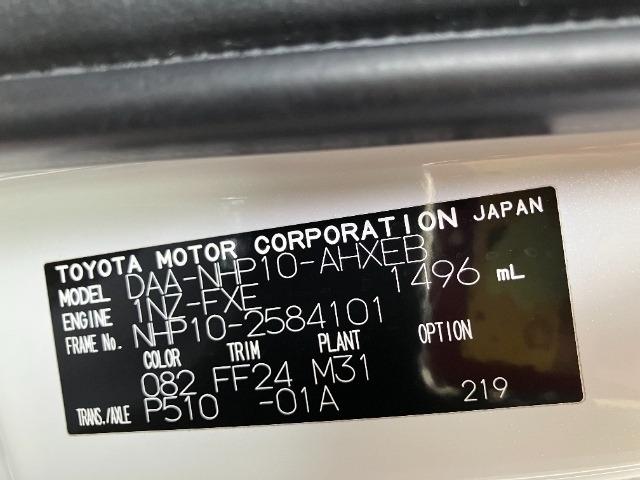 TOYOTA MOTOR CORPORATION JAPAN
MODEL DAA-NHP10-AHXEB
ENGINE 1NZ-FXE 1496 mL
FRAME No. NHP10-2584101
COLOR TRIM PLANT OPTION
082 FF24 M31
TRANS./AXLE P510 -01A 219